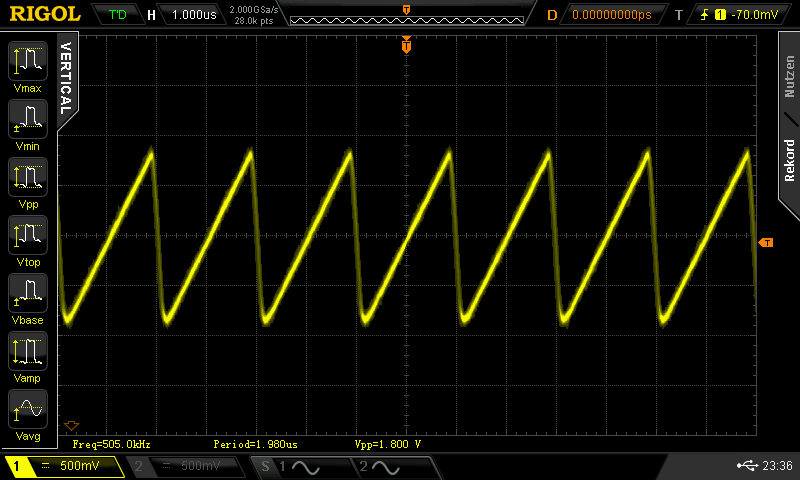 RIGOL T'D H 1.000us 2.000GSa/s D 0.00000000ps T 1 -70.0mV
28.0k pts
T
VERTICAL
Vmax
Vmin
Vpp
Vtop
Vbase
Vamp
Vavg
Nutzen
Rekord
T
Freq=505.0kHz Period=1.980us Vpp=1.800 V
1 500mV 2 500mV S 1 2 23:36